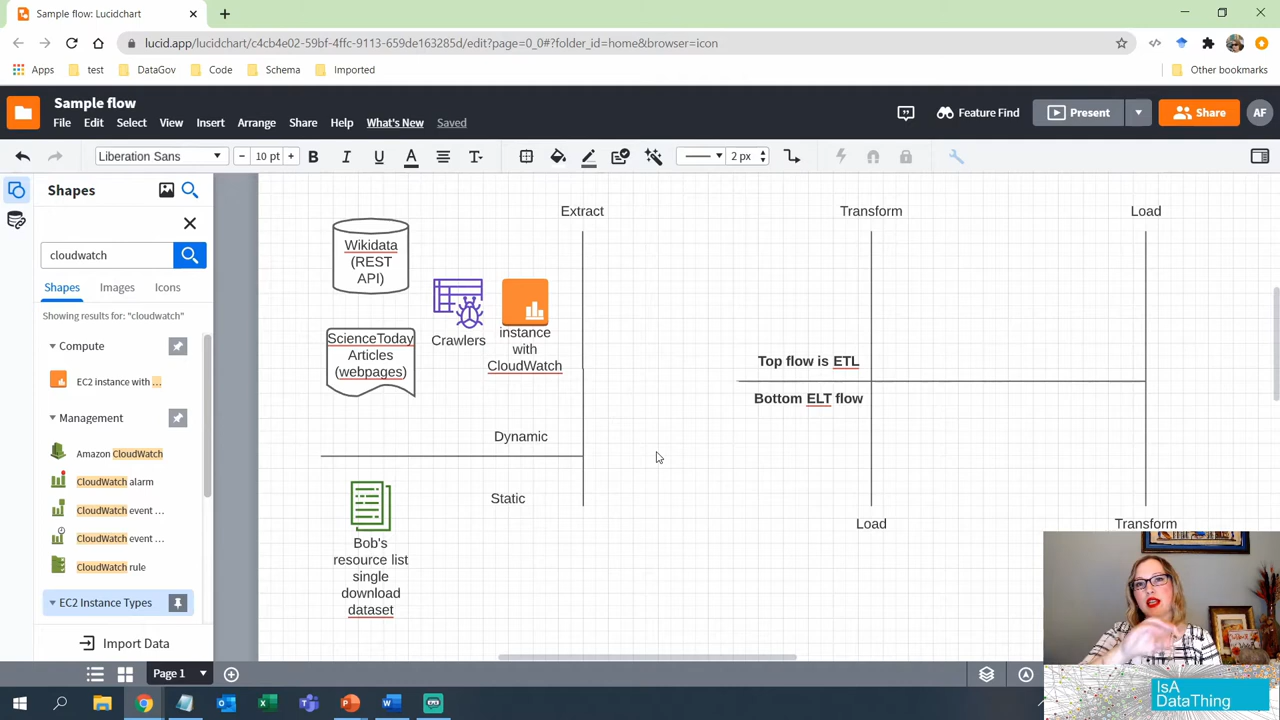 Sample flow: Lucidchart
lucid.app/lucidchart/c4cb4e02-59bf-4ffc-9113-659de163285d/edit?page=0_0#?folder_id=home&browser=icon
Apps test DataGov Code Schema Imported Other bookmarks
Sample flow
File Edit Select View Insert Arrange Share Help What's New Saved
Feature Find Present Share AF
Liberation Sans 10 pt B I U A T 2 px
Shapes
cloudwatch
Shapes Images Icons
Showing results for: "cloudwatch"
Compute
EC2 instance with ...
Management
Amazon CloudWatch
CloudWatch alarm
CloudWatch event ...
CloudWatch event ...
CloudWatch rule
EC2 Instance Types
Import Data
Extract
Transform
Load
Wikidata
(REST
API)
ScienceToday
Articles
(webpages)
Crawlers
instance
with
CloudWatch
Top flow is ETL
Bottom ELT flow
Dynamic
Static
Bob's
resource list
single
download
dataset
Load
Transform
Page 1
IsA
DataThing